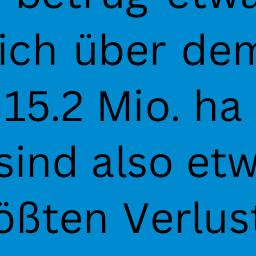 betrug etwa
ich über dem
15.2 Mio. ha
sind also etw
ößten Verlust